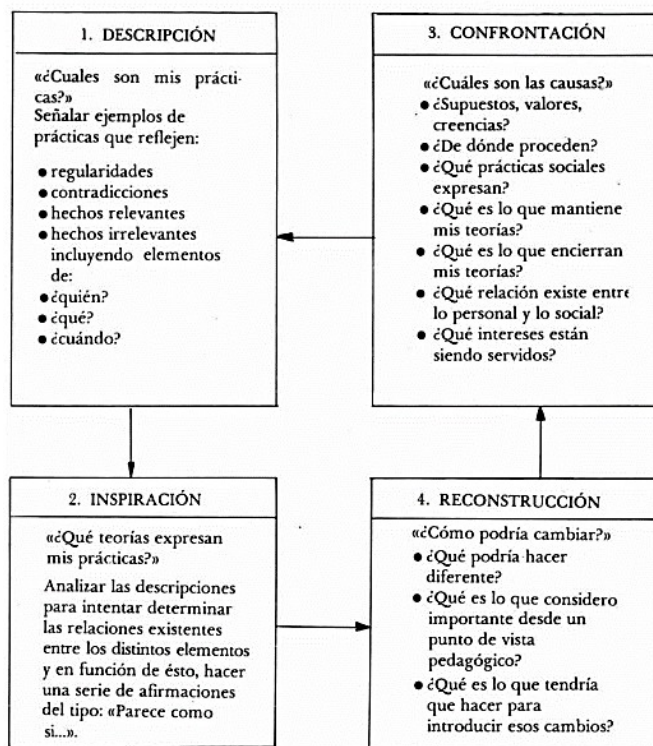 1. DESCRIPCIÓN
«¿Cuales son mis prácti-
cas?»
Señalar ejemplos de
prácticas que reflejen:
● regularidades
● contradicciones
● hechos relevantes
● hechos irrelevantes
incluyendo elementos
de:
● ¿quién?
● ¿qué?
● ¿cuándo?
2. INSPIRACIÓN
«¿Qué teorías expresan
mis prácticas?»
Analizar las descripciones
para intentar determinar
las relaciones existentes
entre los distintos elementos
y en función de ésto, hacer
una serie de afirmaciones
del tipo: «Parece como
si...».
3. CONFRONTACIÓN
«¿Cuáles son las causas?»
● ¿Supuestos, valores,
creencias?
● ¿De dónde proceden?
● ¿Qué prácticas sociales
expresan?
● ¿Qué es lo que mantiene
mis teorías?
● ¿Qué es lo que encierran
mis teorías?
● ¿Qué relación existe entre
lo personal y lo social?
● ¿Qué intereses están
siendo servidos?
4. RECONSTRUCCIÓN
«¿Cómo podría cambiar?»
● ¿Qué podría hacer
diferente?
● ¿Qué es lo que considero
importante desde un
punto de vista
pedagógico?
● ¿Qué es lo que tendría
que hacer para
introducir esos cambios?